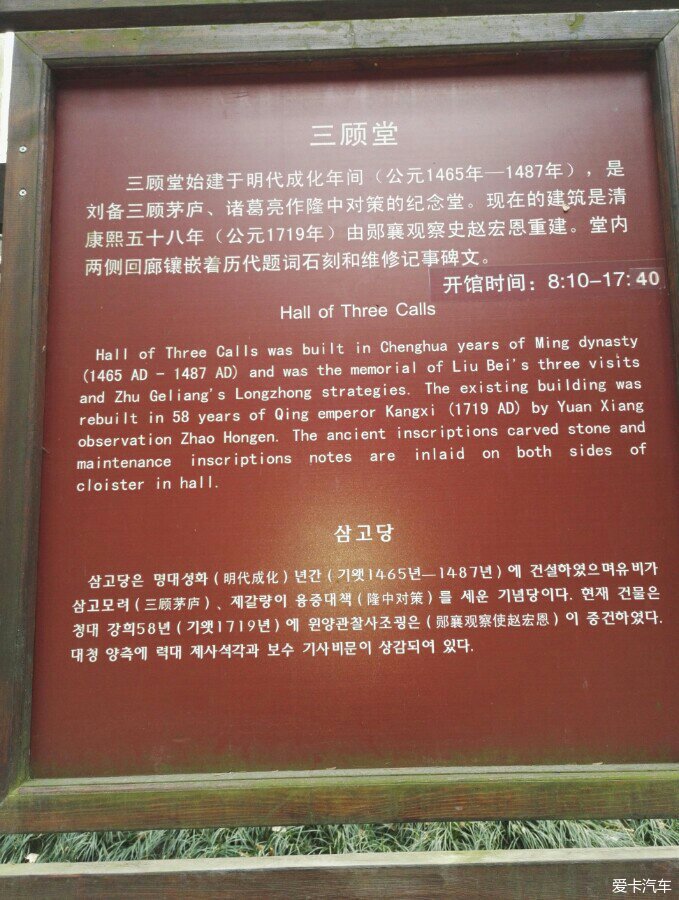 三顾堂
三顾堂始建于明代成化年间（公元1465年—1487年），是
刘备三顾茅庐、诸葛亮作隆中对策的纪念堂。现在的建筑是清
康熙五十八年（公元1719年）由郧襄观察史赵宏恩重建。堂内
两侧回廊镶嵌着历代题词石刻和维修记事碑文。
开馆时间：8:10-17:40
Hall of Three Calls
Hall of Three Calls was built in Chenghua years of Ming dynasty
(1465 AD - 1487 AD) and was the memorial of Liu Bei's three visits
and Zhu Geliang's Longzhong strategies. The existing building was
rebuilt in 58 years of Qing emperor Kangxi (1719 AD) by Yuan Xiang
observation Zhao Hongen. The ancient inscriptions carved stone and
maintenance inscriptions notes are inlaid on both sides of
cloister in hall.
삼고당
삼고당은 명대성화(明代成化)년간(기앳1465년—1487년)에 건설하였으며유비가
삼고모려(三顾茅庐)、제갈량이 융중대책(隆中对策)를 세운 기념당이다. 현재 건물은
청대 강희58년(기앳1719년)에 원양관찰사조굉은(郧襄观察使赵宏恩)이 중건하였다.
대청 양측에 력대 제사석각과 보수 기사비문이 상감되여 있다.
爱卡汽车